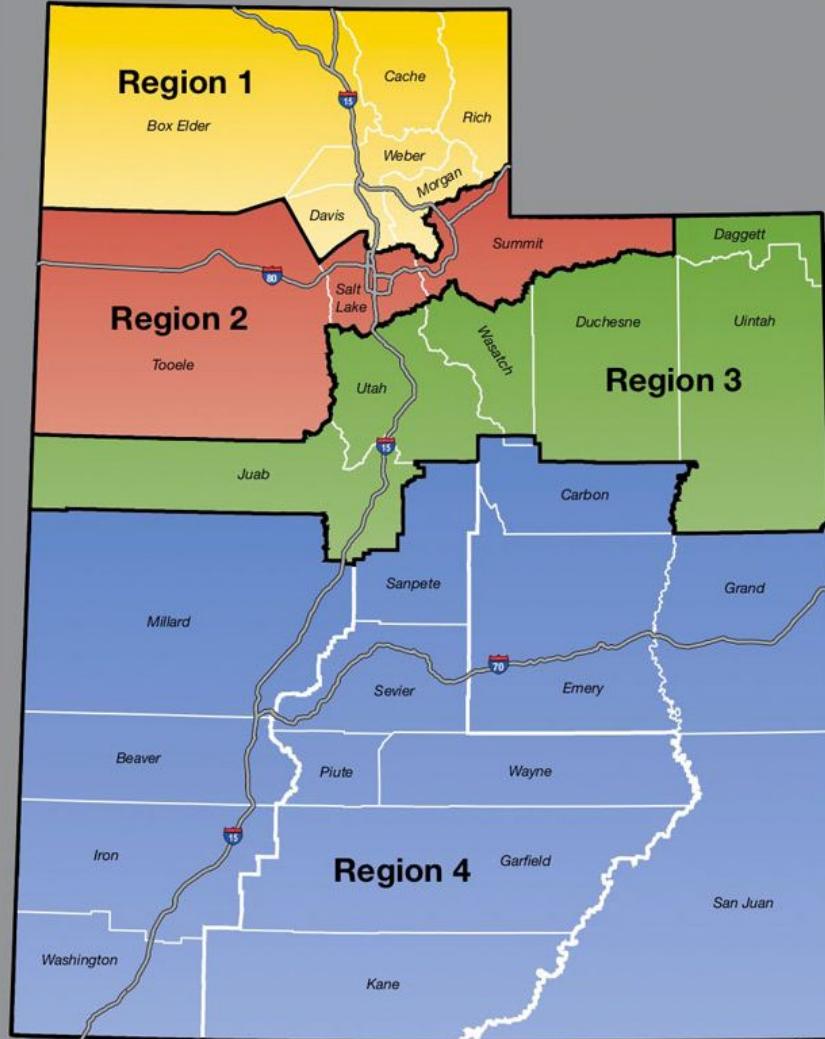 Region 1
Box Elder
Cache
Rich
15
Weber
Morgan
Davis
Summit
Daggett
80
Salt
Lake
Region 2
Tooele
Wasatch
Duchesne
Uintah
Region 3
Utah
15
Juab
Carbon
Sanpete
Grand
Millard
70
Sevier
Emery
Beaver
Piute
Wayne
15
Iron
Region 4
Garfield
San Juan
Washington
Kane